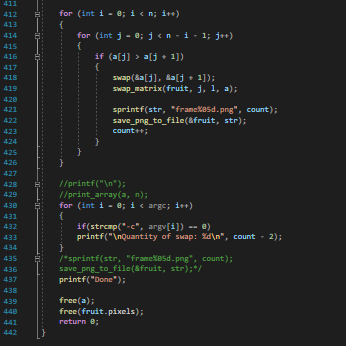 411
412 for (int i = 0; i < n; i++)
413 {
414 for (int j = 0; j < n - i - 1; j++)
415 {
416 if (a[j] > a[j + 1])
417 {
418 swap(&a[j], &a[j + 1]);
419 swap_matrix(fruit, j, l, a);
420
421 sprintf(str, "frame%05d.png", count);
422 save_png_to_file(&fruit, str);
423 count++;
424 }
425 }
426 }
427
428 //printf("\n");
429 //print_array(a, n);
430 for (int i = 0; i < argc; i++)
431 {
432 if(strcmp("-c", argv[i]) == 0)
433 printf("\nQuantity of swap: %d\n", count - 2);
434 }
435 /*sprintf(str, "frame%05d.png", count);
436 save_png_to_file(&fruit, str);*/
437 printf("Done");
438
439 free(a);
440 free(fruit.pixels);
441 return 0;
442 }